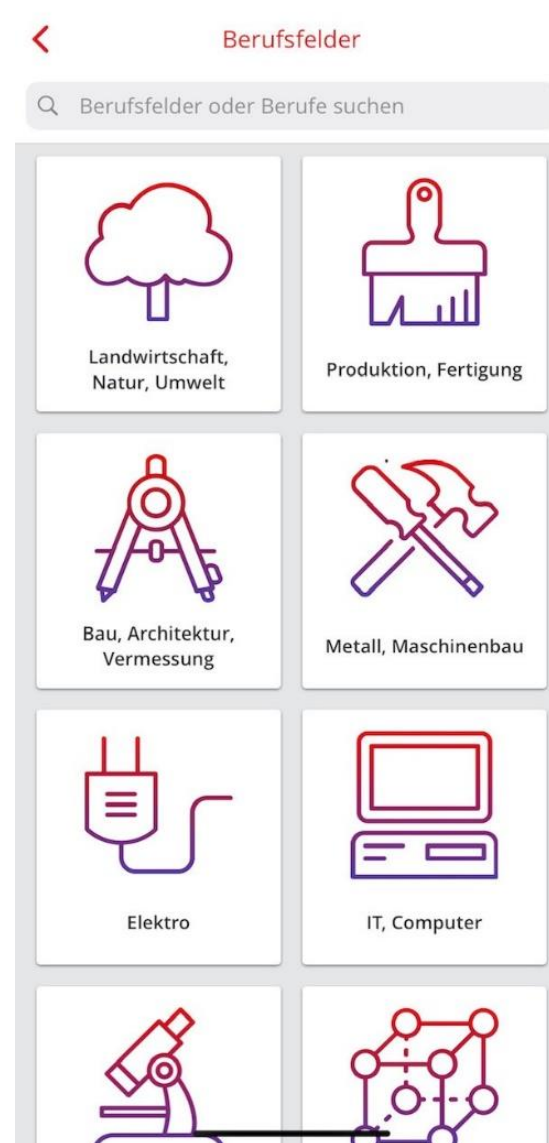 Berufsfelder
Berufsfelder oder Berufe suchen
Landwirtschaft,
Natur, Umwelt
Produktion, Fertigung
Bau, Architektur,
Vermessung
Metall, Maschinenbau
Elektro
IT, Computer